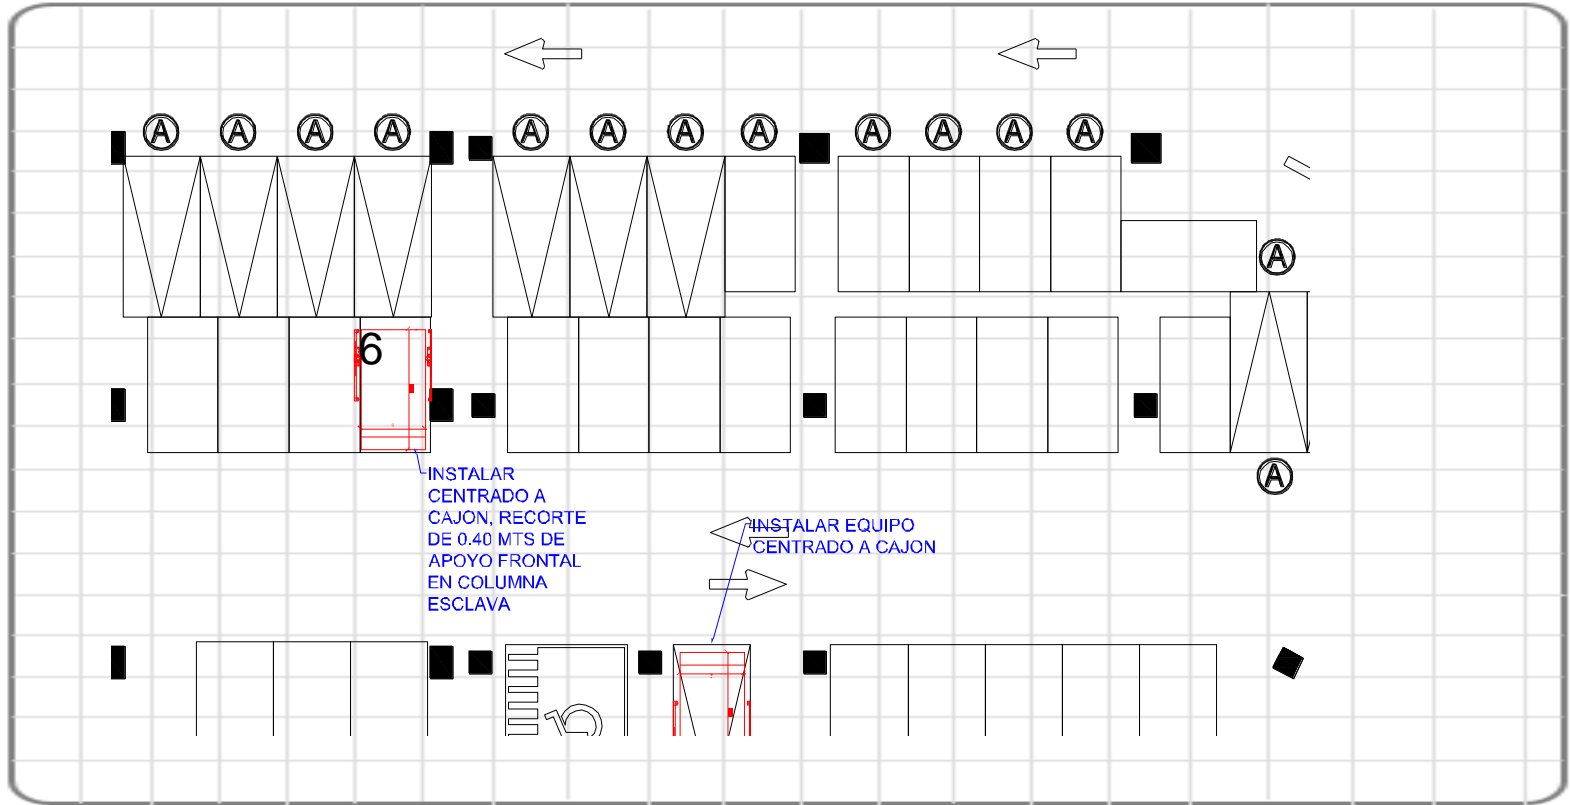 A A A A A A A A A A A A
A
6
INSTALAR
CENTRADO A
CAJON, RECORTE
DE 0.40 MTS DE
APOYO FRONTAL
EN COLUMNA
ESCLAVA
A
INSTALAR EQUIPO
CENTRADO A CAJON